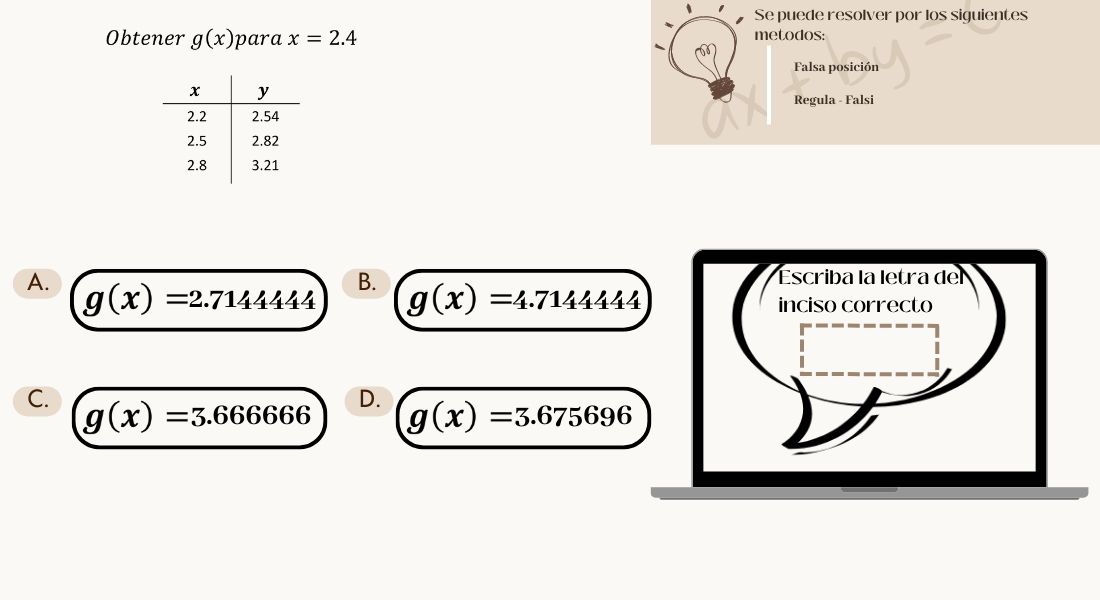 Obtener g(x)para x = 2.4
x y
2.2 2.54
2.5 2.82
2.8 3.21
Se puede resolver por los siguientes
metodos:
Falsa posición
Regula - Falsi
ax + by = c
A. g(x) =2.7144444
B. g(x) =4.7144444
C. g(x) =3.666666
D. g(x) =3.675696
Escriba la letra del
inciso correcto